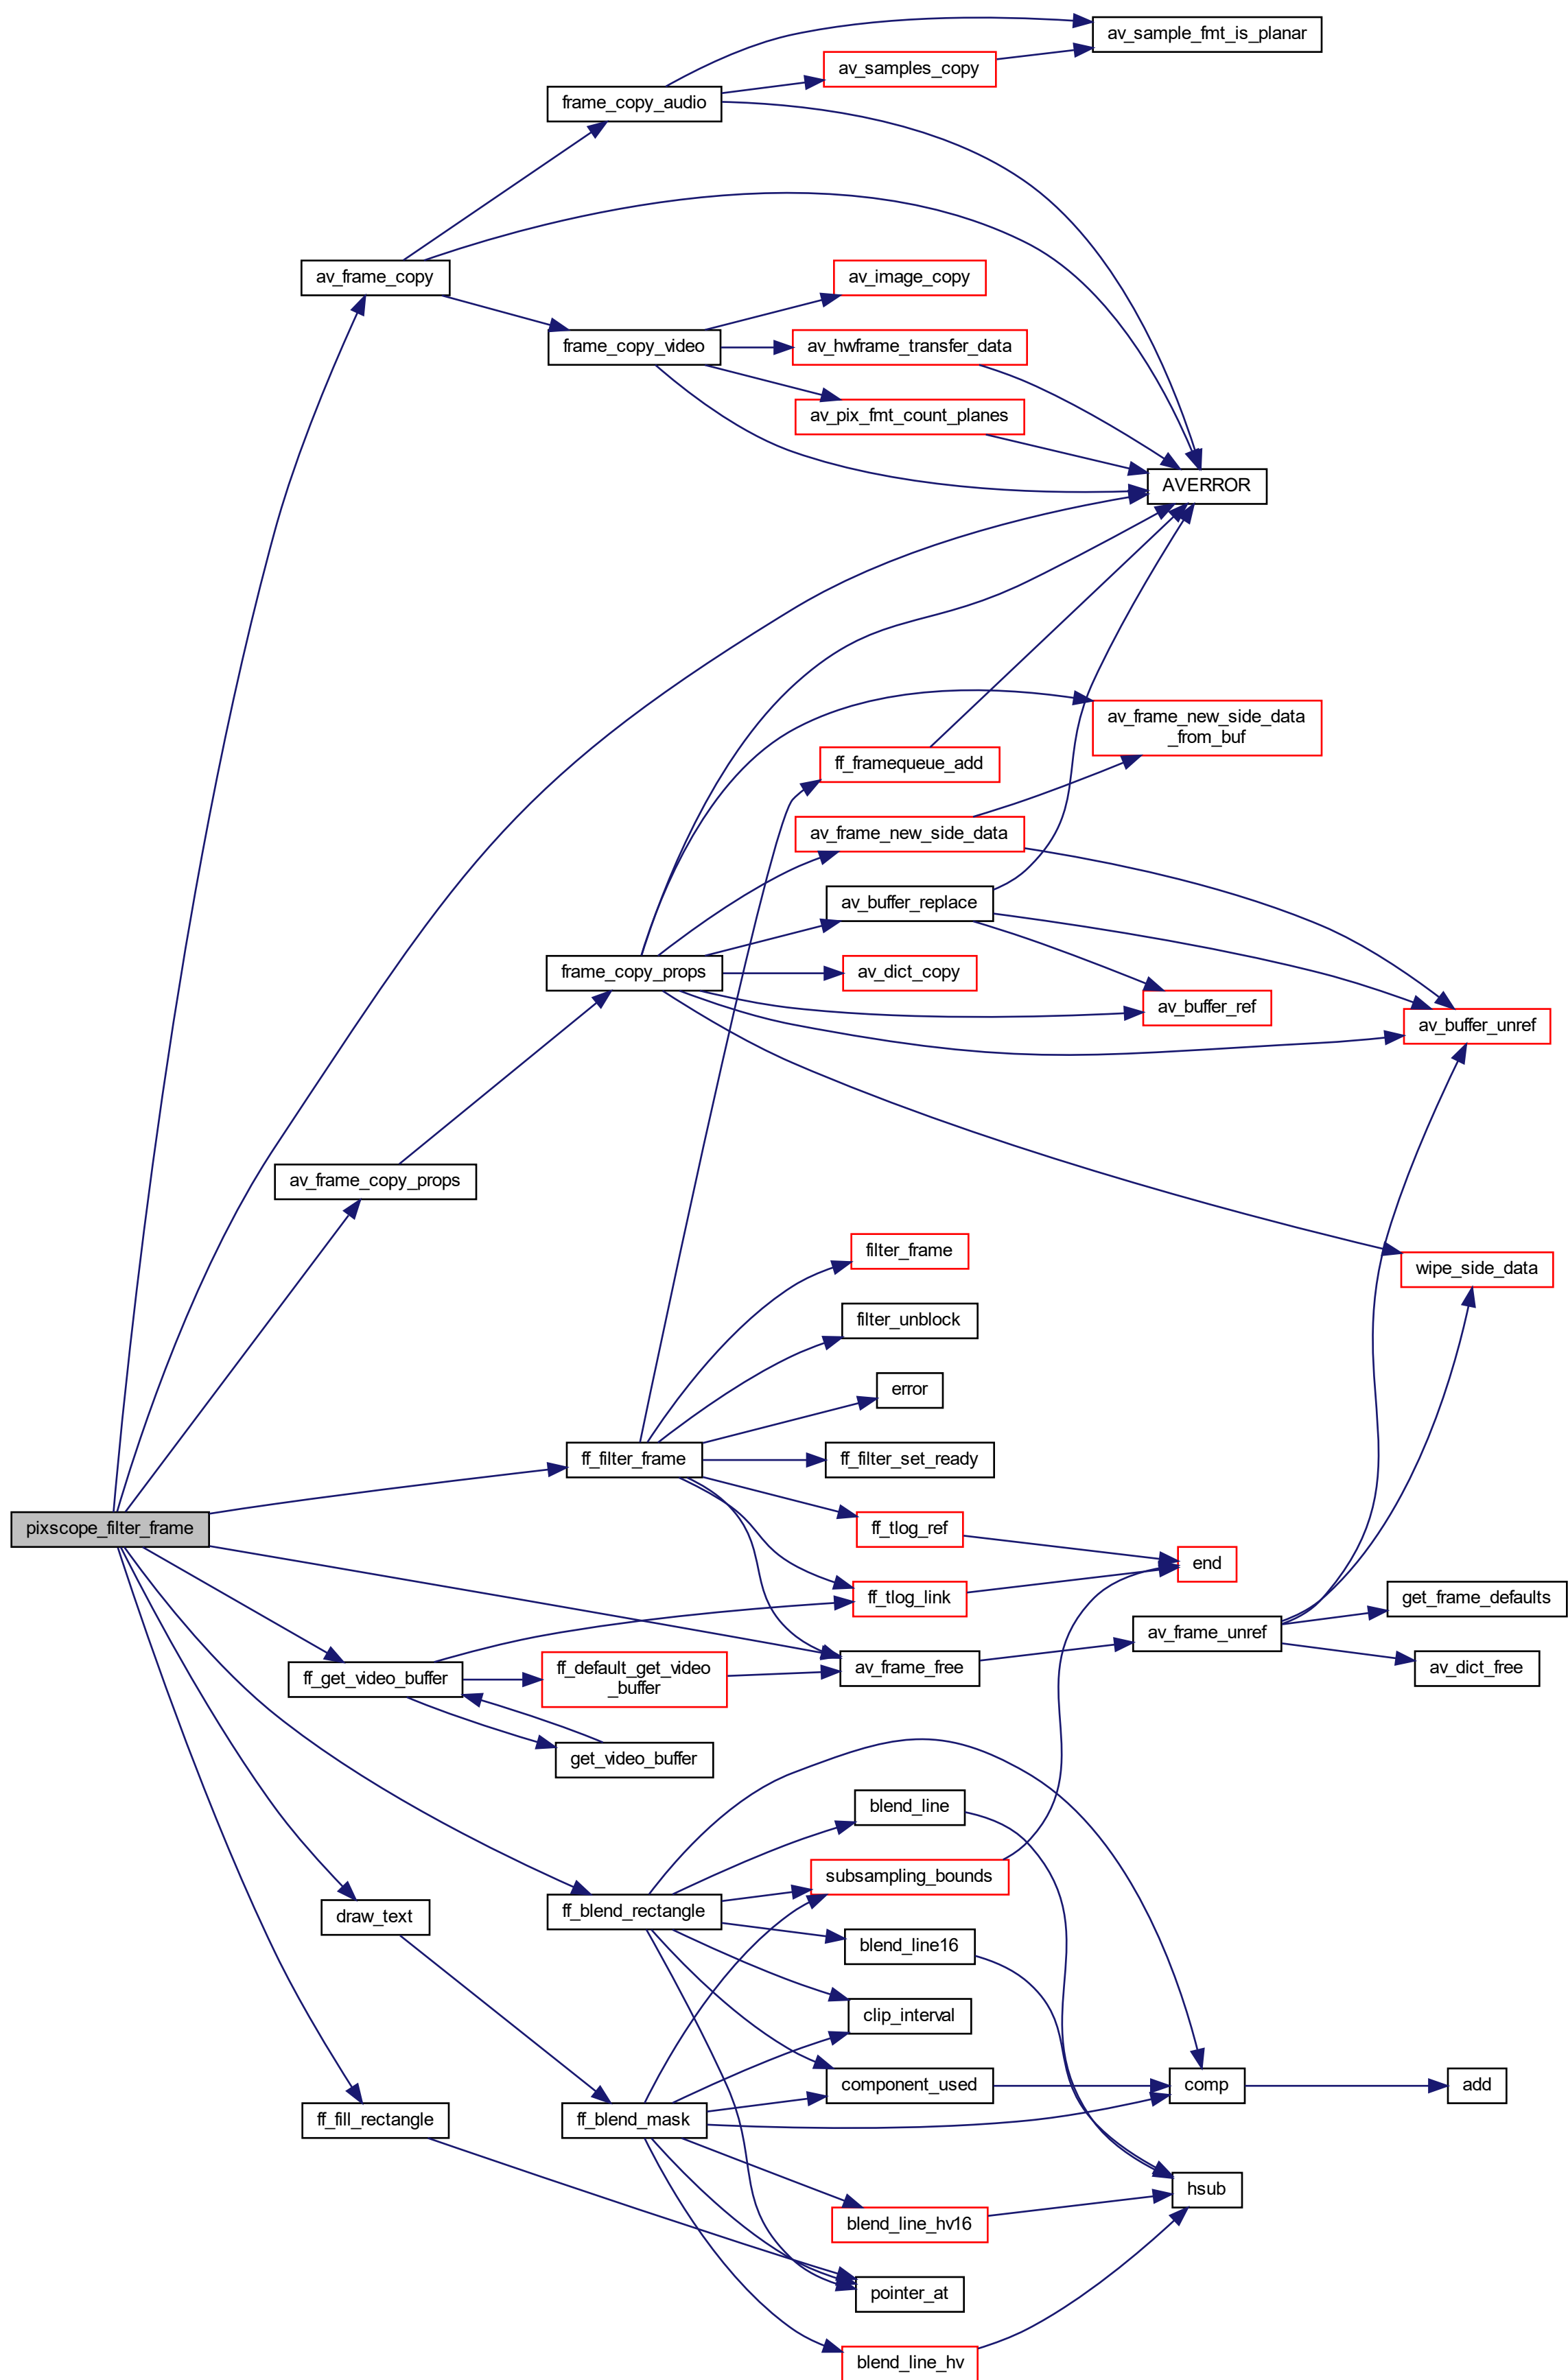 av_sample_fmt_is_planar
av_samples_copy
frame_copy_audio
av_frame_copy
av_image_copy
frame_copy_video
av_hwframe_transfer_data
av_pix_fmt_count_planes
AVERROR
av_frame_new_side_data
_from_buf
ff_framequeue_add
av_frame_new_side_data
av_buffer_replace
frame_copy_props
av_dict_copy
av_buffer_ref
av_buffer_unref
av_frame_copy_props
filter_frame
wipe_side_data
filter_unblock
error
ff_filter_frame
ff_filter_set_ready
pixscope_filter_frame
ff_tlog_ref
end
ff_tlog_link
get_frame_defaults
av_frame_unref
ff_get_video_buffer
ff_default_get_video
_buffer
av_frame_free
av_dict_free
get_video_buffer
blend_line
subsampling_bounds
draw_text
ff_blend_rectangle
blend_line16
clip_interval
component_used
comp
add
ff_fill_rectangle
ff_blend_mask
hsub
blend_line_hv16
pointer_at
blend_line_hv